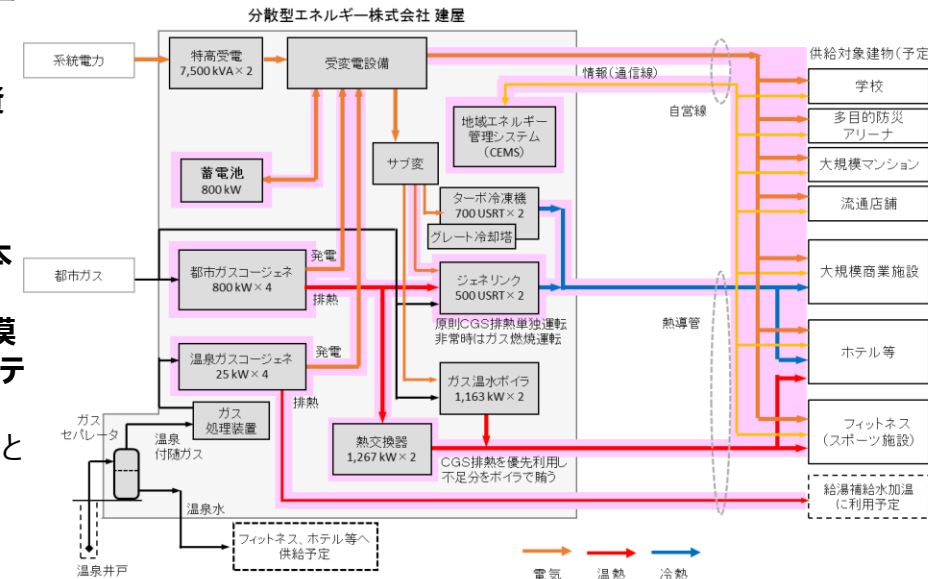 分散型エネルギー株式会社 建屋
系統電力
特高受電
7,500 kVA×2
受変電設備
供給対象建物(予定
情報(通信線)
自営線
学校
多目的防災
アリーナ
大規模マンション
流通店舗
大規模商業施設
ホテル等
フィットネス
(スポーツ施設)
給湯補給水加温
に利用予定
地域エネルギー
管理システム
(CEMS)
サブ変
蓄電池
800 kW
ターボ冷凍機
700 USRT×2
グレート冷却塔
都市ガス
都市ガスコージェネ
800 kW×4
発電
排熱
ジェネリンク
500 USRT×2
原則CGS排熱単独運転
非常時はガス燃焼運転
熱導管
温泉ガスコージェネ
25 kW×4
発電
排熱
ガス温水ボイラ
1,163 kW×2
ガス
処理装置
ガス
セパレータ
温泉
付随ガス
熱交換器
1,267 kW×2
CGS排熱を優先利用し
不足分をボイラで賄う
温泉水
フィットネス、ホテル等へ
供給予定
温泉井戸
電気
温熱
冷熱
本
模
テ
と